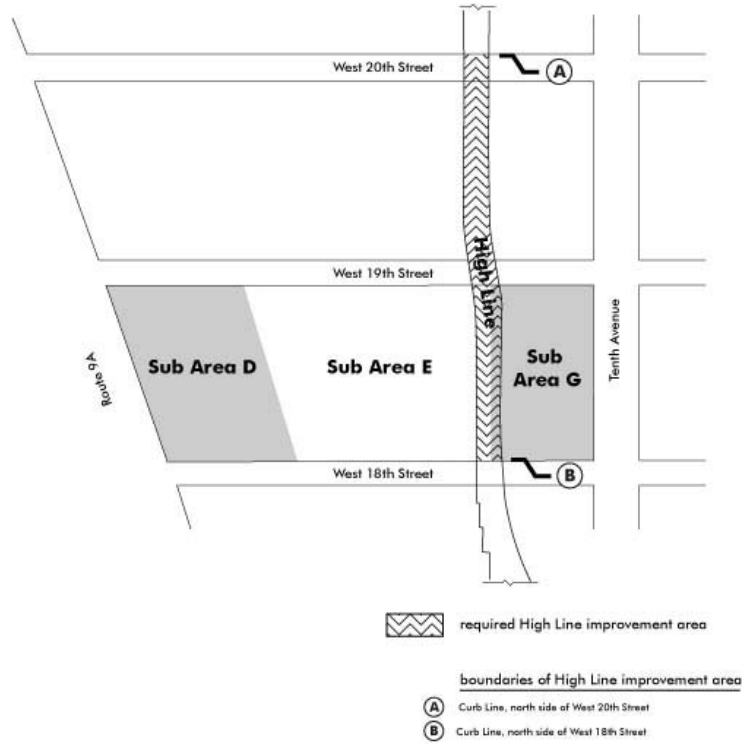 West 20th Street
A
High Line
West 19th Street
Route 9A
Sub Area D
Sub Area E
Sub
Area G
Tenth Avenue
West 18th Street
B
required High Line improvement area
boundaries of High Line improvement area
A Curb Line, north side of West 20th Street
B Curb Line, north side of West 18th Street